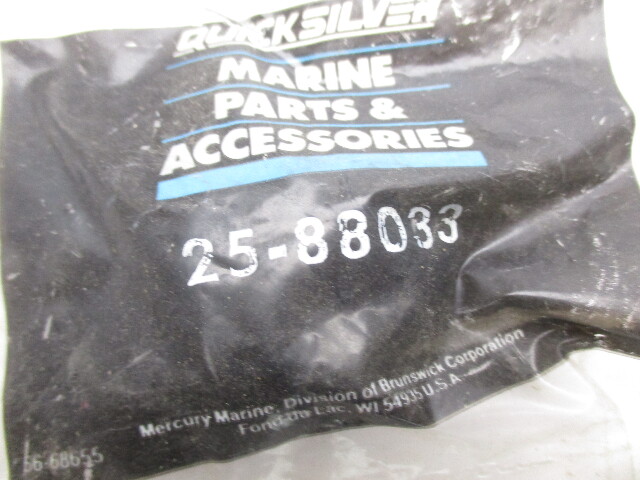 QUICKSILVER
MARINE
PARTS &
ACCESSORIES
25-88033
Mercury Marine, Division of Brunswick Corporation
Fond du Lac, WI 54935 U.S.A.
56-68655